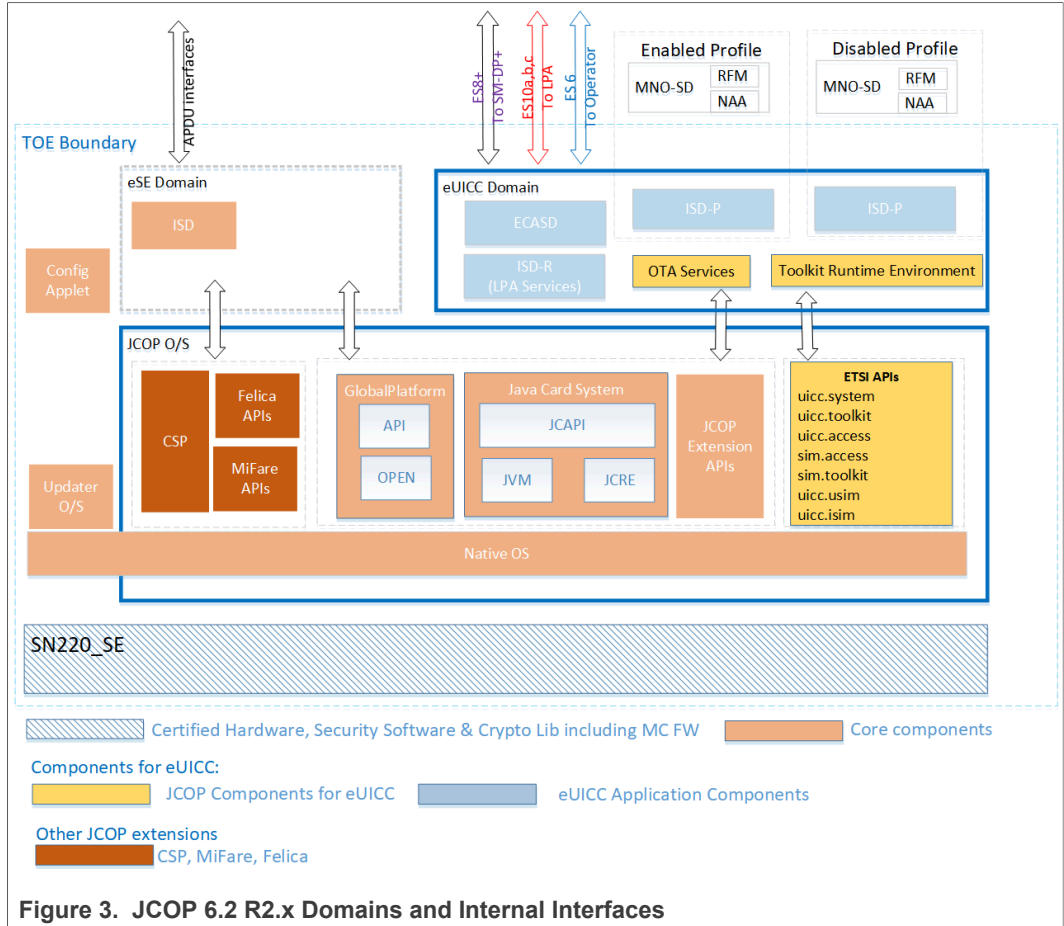 APDU interfaces
ES8+
To SM-DP+
ES10a,b,c
To LPA
ES 6
To Operator
Enabled Profile
MNO-SD
RFM
NAA
Disabled Profile
MNO-SD
RFM
NAA
TOE Boundary
eSE Domain
ISD
Config
Applet
eUICC Domain
ECASD
ISD-R
(LPA Services)
ISD-P
ISD-P
OTA Services
Toolkit Runtime Environment
JCOP O/S
CSP
Felica
APIs
MiFare
APIs
GlobalPlatform
API
OPEN
Java Card System
JCAPI
JVM
JCRE
JCOP
Extension
APIs
ETSI APIs
uicc.system
uicc.toolkit
uicc.access
sim.access
sim.toolkit
uicc.usim
uicc.isim
Updater
O/S
Native OS
SN220_SE
Certified Hardware, Security Software & Crypto Lib including MC FW
Core components
Components for eUICC:
JCOP Components for eUICC
eUICC Application Components
Other JCOP extensions
CSP, MiFare, Felica
Figure 3. JCOP 6.2 R2.x Domains and Internal Interfaces